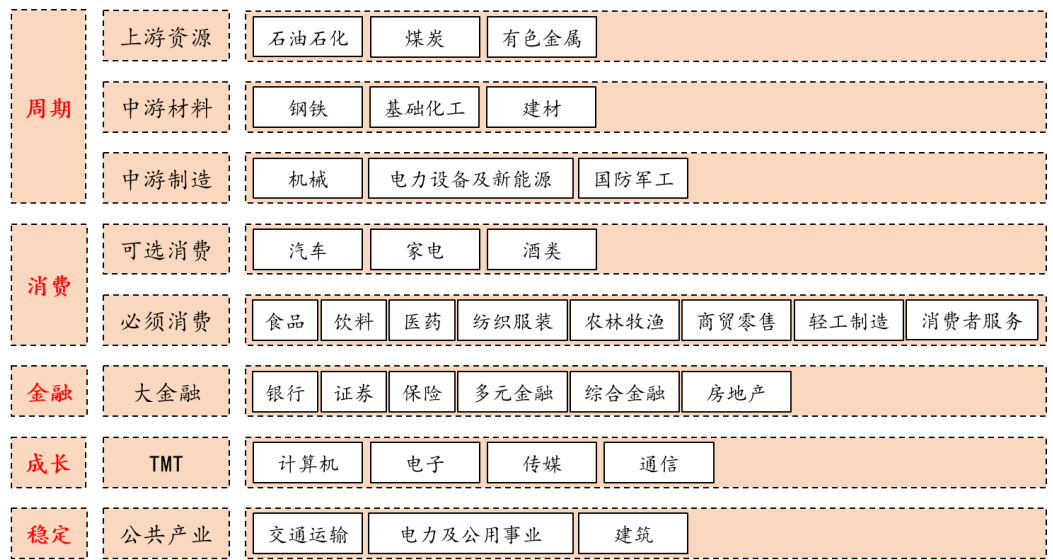 周期
上游资源 石油石化 煤炭 有色金属
中游材料 钢铁 基础化工 建材
中游制造 机械 电力设备及新能源 国防军工
消费
可选消费 汽车 家电 酒类
必须消费 食品 饮料 医药 纺织服装 农林牧渔 商贸零售 轻工制造 消费者服务
金融 大金融 银行 证券 保险 多元金融 综合金融 房地产
成长 TMT 计算机 电子 传媒 通信
稳定 公共产业 交通运输 电力及公用事业 建筑